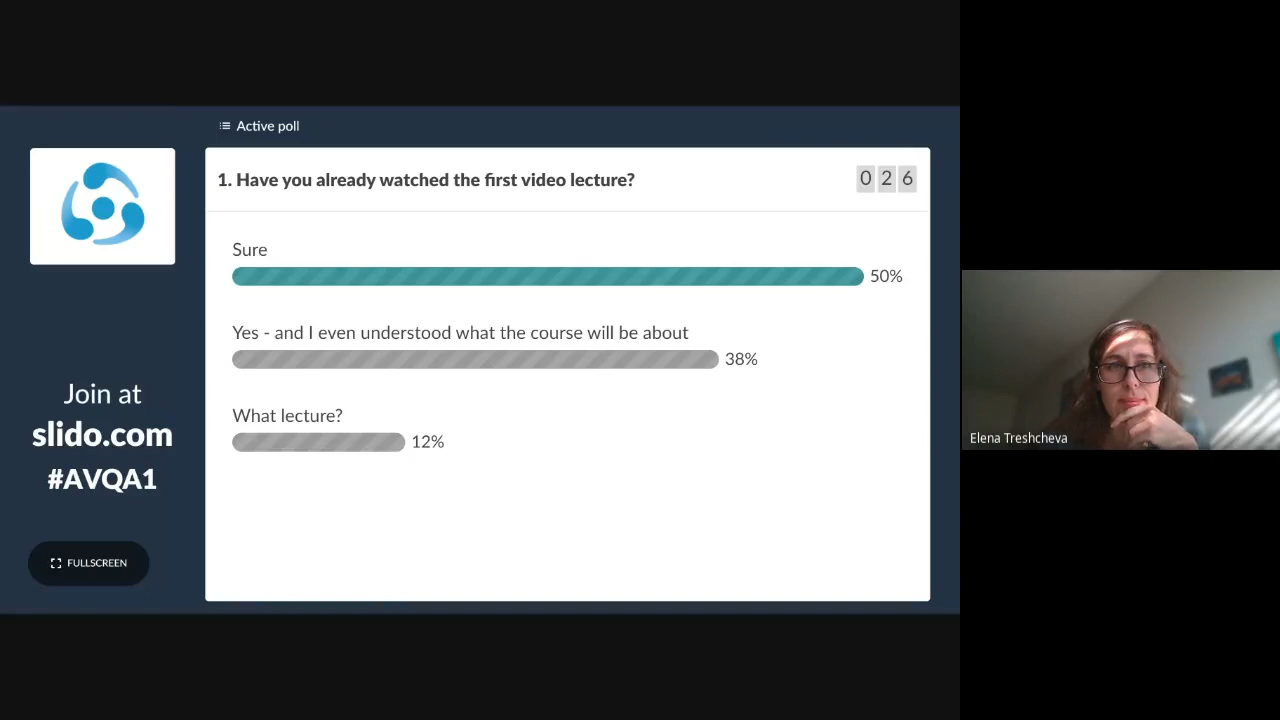 Active poll
1. Have you already watched the first video lecture?
0 2 6
Sure
50%
Yes - and I even understood what the course will be about
38%
What lecture?
12%
Join at
slido.com
#AVQA1
FULLSCREEN
Elena Treshcheva